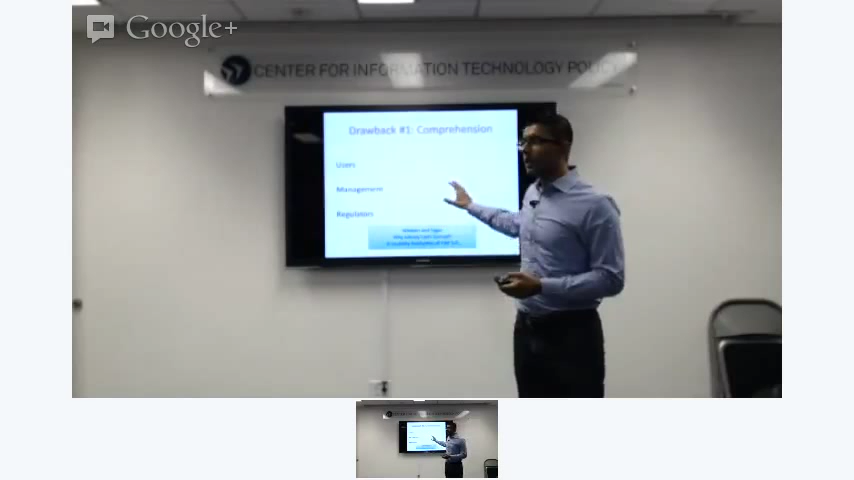 Google+
CENTER FOR INFORMATION TECHNOLOGY POLICY
Drawback #1: Comprehension
Users
Management
Regulators